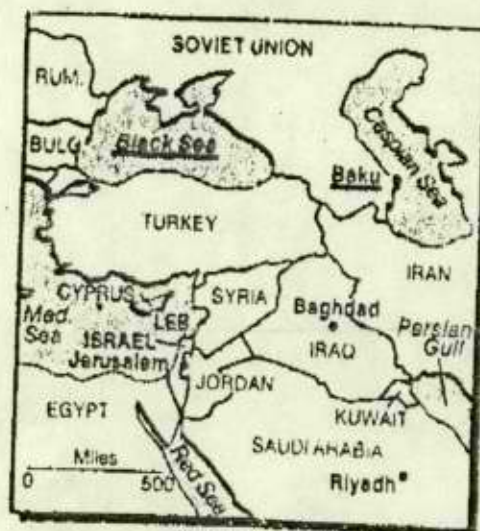 SOVIET UNION
RUM.
BULG
Black Sea
Caspian Sea
Baku
TURKEY
IRAN
CYPRUS
SYRIA
Med.
Sea
LEB
Baghdad
ISRAEL
Jerusalem
IRAQ
Persian
Gulf
JORDAN
EGYPT
KUWAIT
Miles
0 500
Red Sea
SAUDI ARABIA
Riyadh